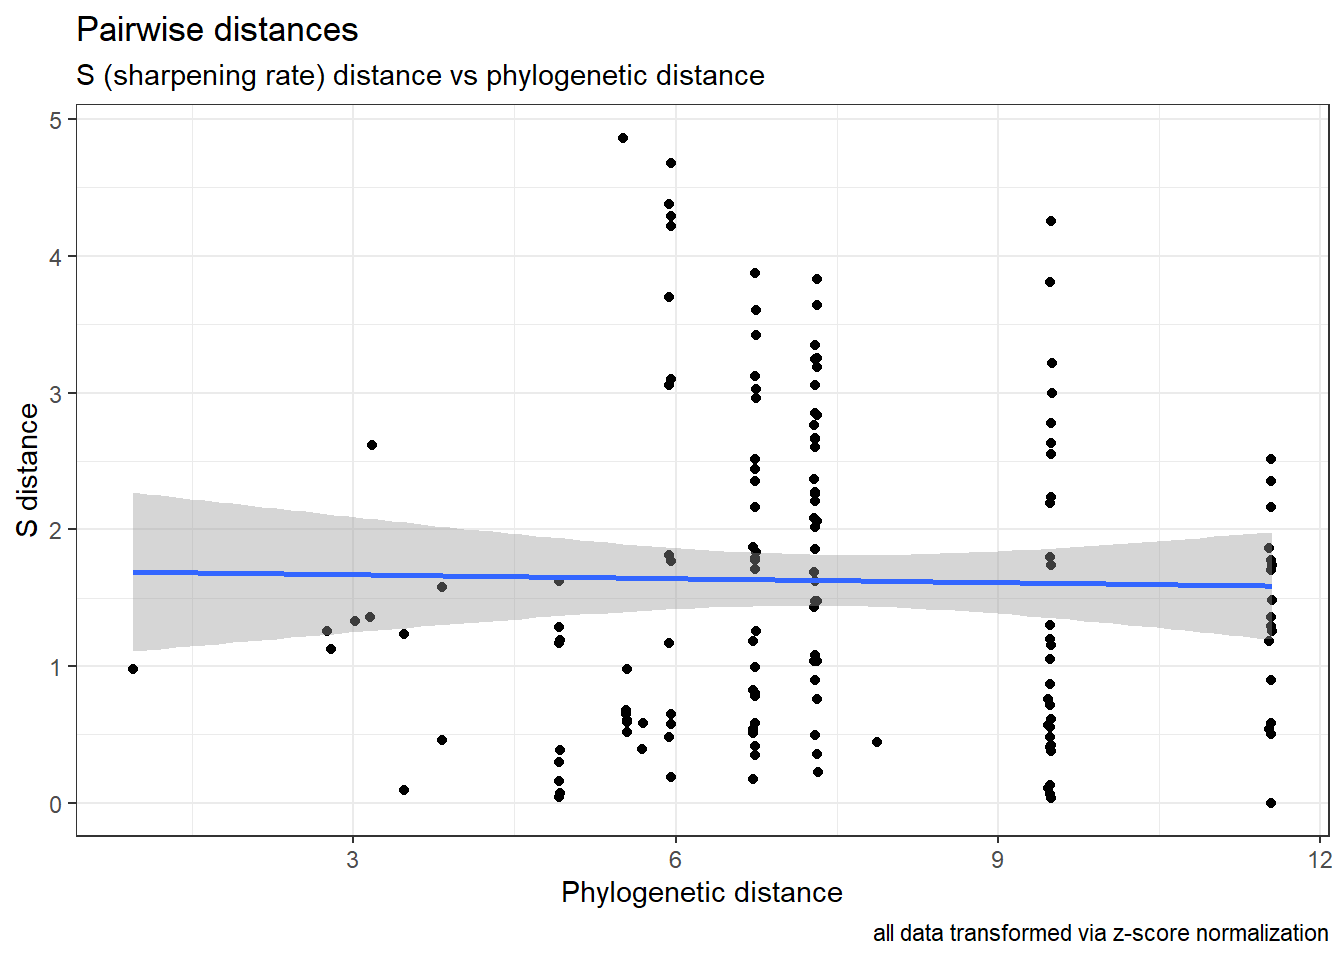 Pairwise distances
S (sharpening rate) distance vs phylogenetic distance
5
4
3
2
1
0
S distance
3 6 9 12
Phylogenetic distance
all data transformed via z-score normalization